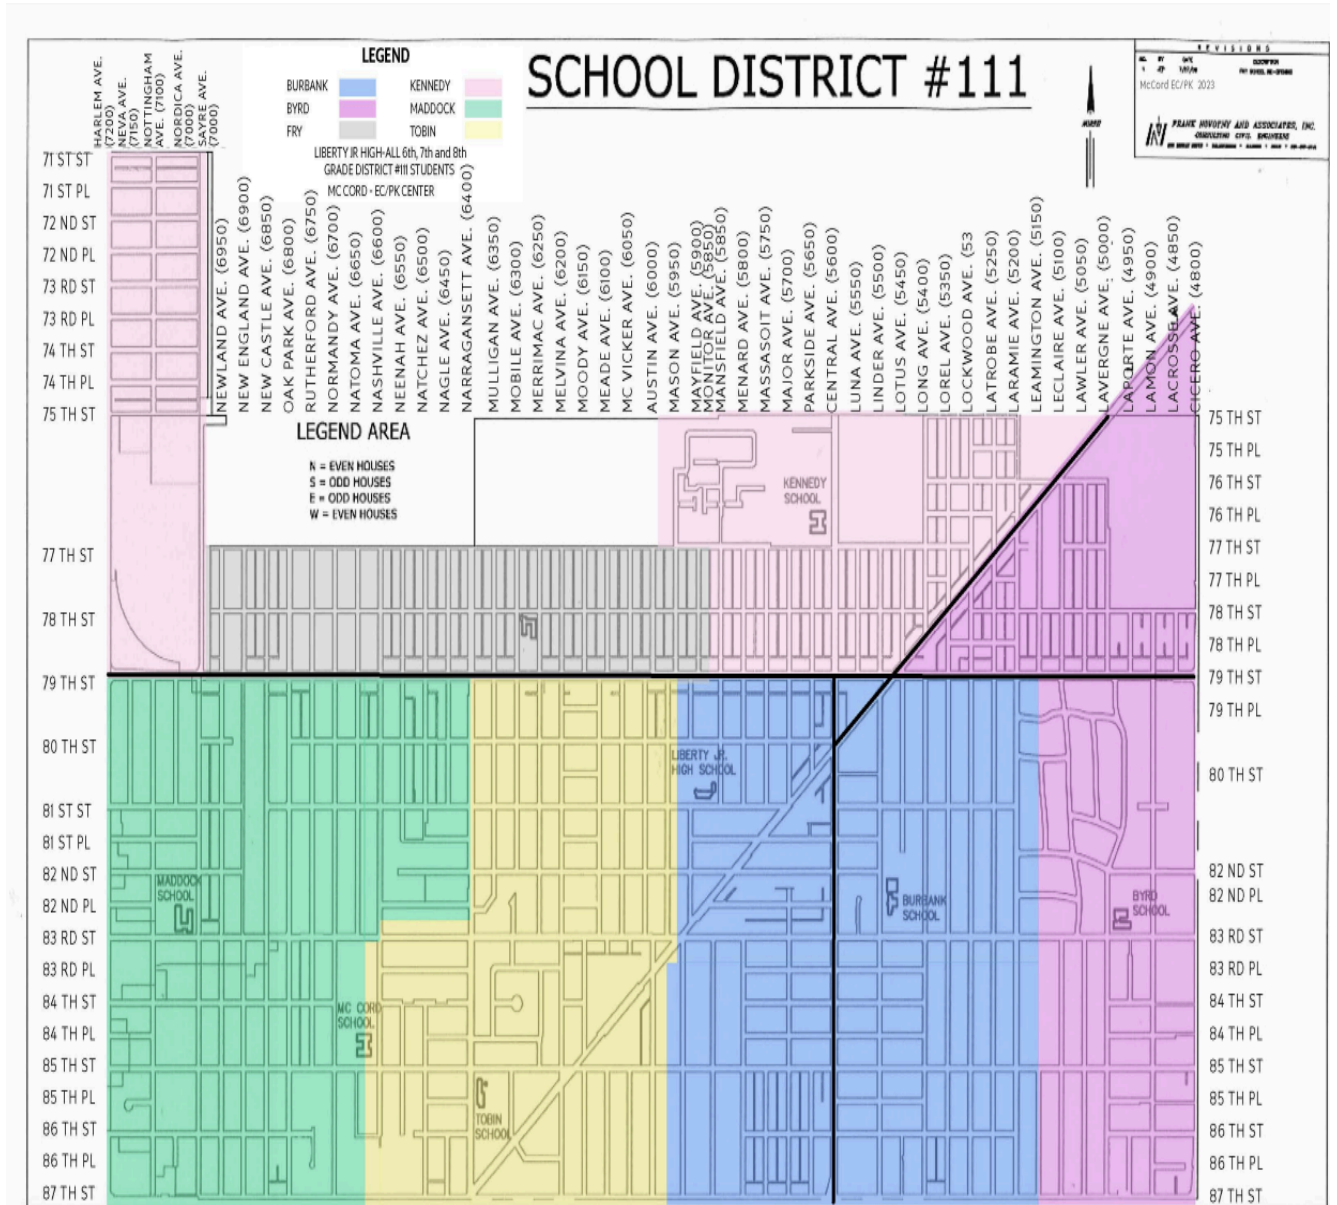 SCHOOL DISTRICT #111
LEGEND
BURBANK
KENNEDY
BYRD
MADDOCK
FRY
TOBIN
LIBERTY JR HIGH-ALL 6th, 7th and 8th
GRADE DISTRICT #111 STUDENTS
MC CORD - EC/PK CENTER
REVISIONS
McCord EC/PK 2023
FRANK NOVOTNY AND ASSOCIATES, INC.
CONSULTING CIVIL ENGINEERS
NORTH
HARLEM AVE. (7200)
NEVA AVE. (7150)
NOTTINGHAM AVE. (7100)
NORDICA AVE. (7000)
SAYRE AVE. (7000)
NEWLAND AVE. (6950)
NEW ENGLAND AVE. (6900)
NEW CASTLE AVE. (6850)
OAK PARK AVE. (6800)
RUTHERFORD AVE. (6750)
NORMANDY AVE. (6700)
NATOMA AVE. (6650)
NASHVILLE AVE. (6600)
NEENAH AVE. (6550)
NATCHEZ AVE. (6500)
NAGLE AVE. (6450)
NARRAGANSETT AVE. (6400)
MULLIGAN AVE. (6350)
MOBILE AVE. (6300)
MERRIMAC AVE. (6250)
MELVINA AVE. (6200)
MOODY AVE. (6150)
MEADE AVE. (6100)
MC VICKER AVE. (6050)
AUSTIN AVE. (6000)
MASON AVE. (5950)
MAYFIELD AVE. (5900)
MONITOR AVE. (5850)
MANSFIELD AVE. (5850)
MENARD AVE. (5800)
MASSASOIT AVE. (5750)
MAJOR AVE. (5700)
PARKSIDE AVE. (5650)
CENTRAL AVE. (5600)
LUNA AVE. (5550)
LINDER AVE. (5500)
LOTUS AVE. (5450)
LONG AVE. (5400)
LOREL AVE. (5350)
LOCKWOOD AVE. (53
LATROBE AVE. (5250)
LARAMIE AVE. (5200)
LEAMINGTON AVE. (5150)
LECLAIRE AVE. (5100)
LAWLER AVE. (5050)
LAVERGNE AVE. (5000)
LAPORTE AVE. (4950)
LAMON AVE. (4900)
LACROSSE AVE. (4850)
CICERO AVE. (4800)
71 ST ST
71 ST PL
72 ND ST
72 ND PL
73 RD ST
73 RD PL
74 TH ST
74 TH PL
75 TH ST
77 TH ST
78 TH ST
79 TH ST
80 TH ST
81 ST ST
81 ST PL
82 ND ST
82 ND PL
83 RD ST
83 RD PL
84 TH ST
84 TH PL
85 TH ST
85 TH PL
86 TH ST
86 TH PL
87 TH ST
LEGEND AREA
N = EVEN HOUSES
S = ODD HOUSES
E = ODD HOUSES
W = EVEN HOUSES
KENNEDY
SCHOOL
LIBERTY JR.
HIGH SCHOOL
MADDOCK
SCHOOL
BURBANK
SCHOOL
BYRD
SCHOOL
MC CORD
SCHOOL
TOBIN
SCHOOL
75 TH ST
75 TH PL
76 TH ST
76 TH PL
77 TH ST
77 TH PL
78 TH ST
78 TH PL
79 TH ST
79 TH PL
80 TH ST
82 ND ST
82 ND PL
83 RD ST
83 RD PL
84 TH ST
84 TH PL
85 TH ST
85 TH PL
86 TH ST
86 TH PL
87 TH ST